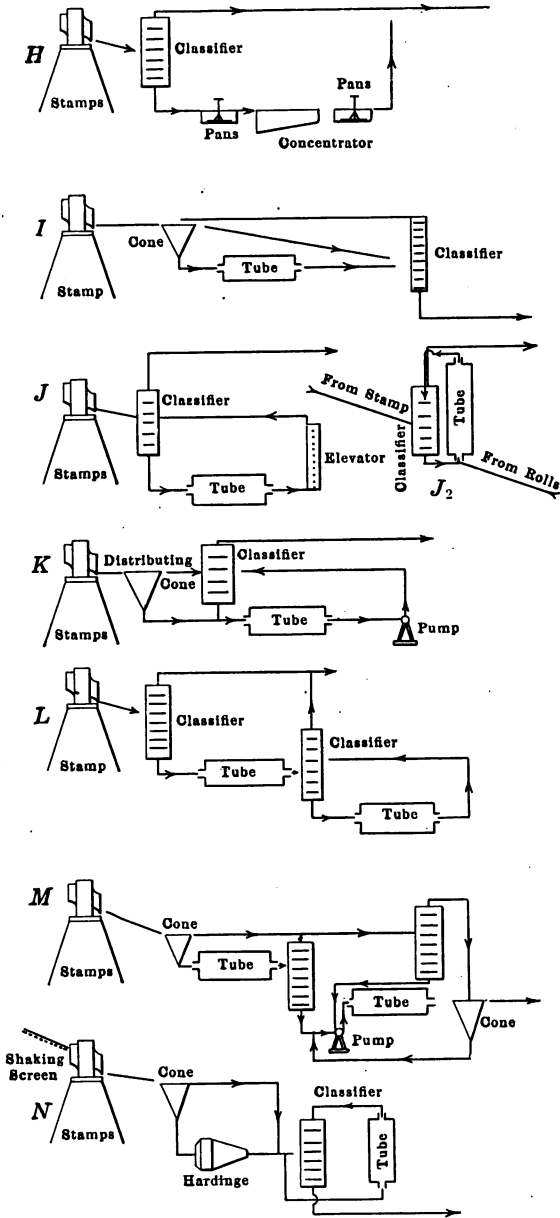 H
Stamps
Classifier
Pans
Pans
Concentrator
I
Stamp
Cone
Tube
Classifier
J
Stamps
Classifier
Tube
Elevator
From Stamp
Classifier
Tube
J2
From Rolls
K
Stamps
Distributing
Cone
Classifier
Tube
Pump
L
Stamp
Classifier
Tube
Classifier
Tube
M
Stamps
Cone
Tube
Tube
Pump
Cone
Shaking
Screen
N
Stamps
Cone
Hardinge
Classifier
Tube